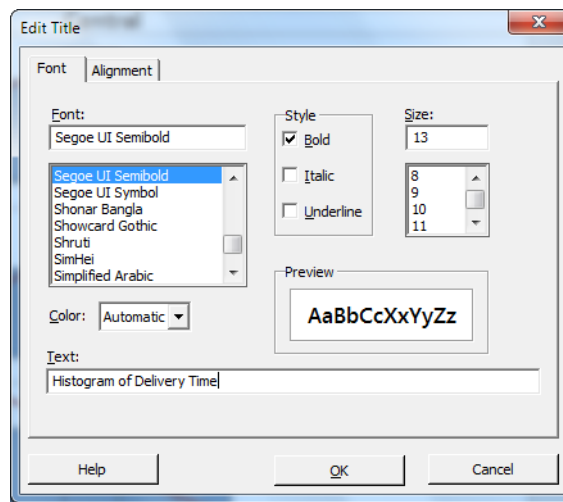 Edit Title
Font
Alignment
Font:
Segoe UI Semibold
Segoe UI Semibold
Segoe UI Symbol
Shonar Bangla
Showcard Gothic
Shruti
SimHei
Simplified Arabic
Style
Bold
Italic
Underline
Size:
13
8
9
10
11
Color:
Automatic
Preview
AaBbCcXxYyZz
Text:
Histogram of Delivery Time
Help
OK
Cancel